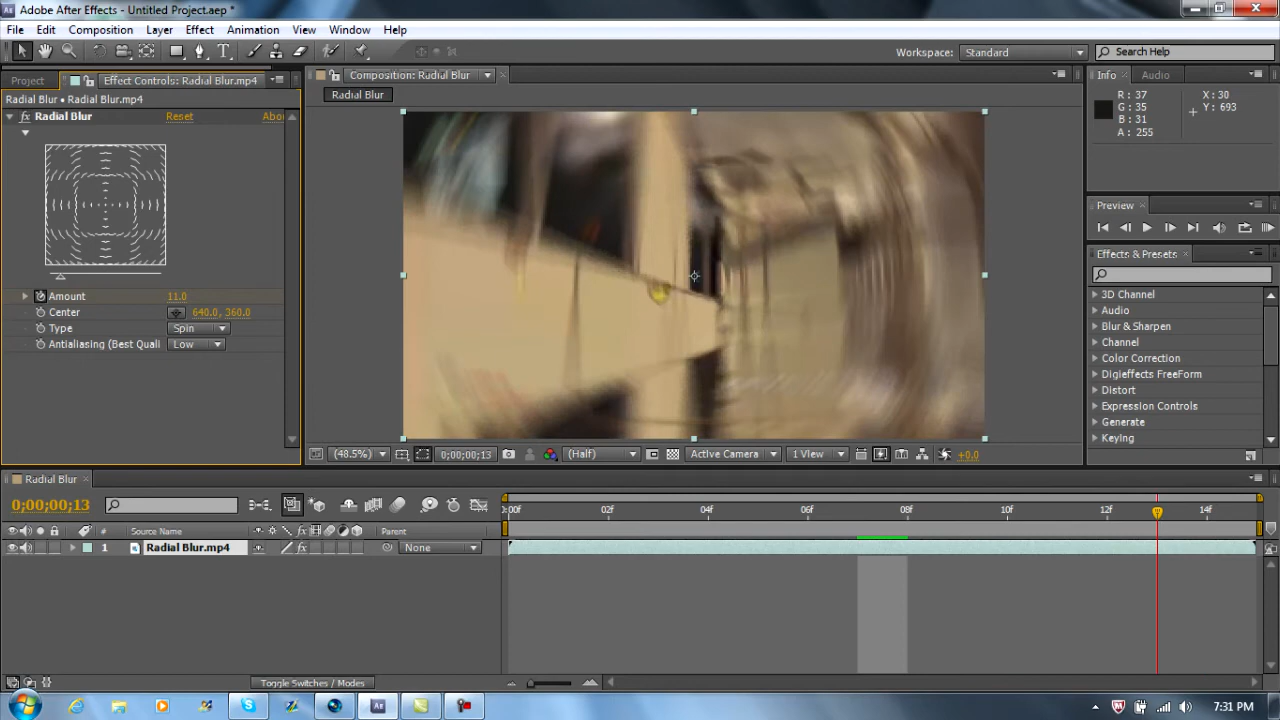 Adobe After Effects - Untitled Project.aep *
File Edit Composition Layer Effect Animation View Window Help
Workspace: Standard Search Help
Project Effect Controls: Radial Blur.mp4 Composition: Radial Blur Info Audio
Radial Blur • Radial Blur.mp4 Radial Blur
Radial Blur Reset Abou
R : 37 X : 30
G : 35 Y : 693
B : 31
A : 255
Preview
Effects & Presets
Amount 11.0
Center 640.0, 360.0
Type Spin
Antialiasing (Best Quali Low
3D Channel
Audio
Blur & Sharpen
Channel
Color Correction
Digieffects FreeForm
Distort
Expression Controls
Generate
Keying
(48.5%) 0;00;00;13 (Half) Active Camera 1 View +0.0
Radial Blur
0;00;00;13
:00f 02f 04f 06f 08f 10f 12f 14f
# Source Name Parent
1 Radial Blur.mp4 None
Toggle Switches / Modes
7:31 PM